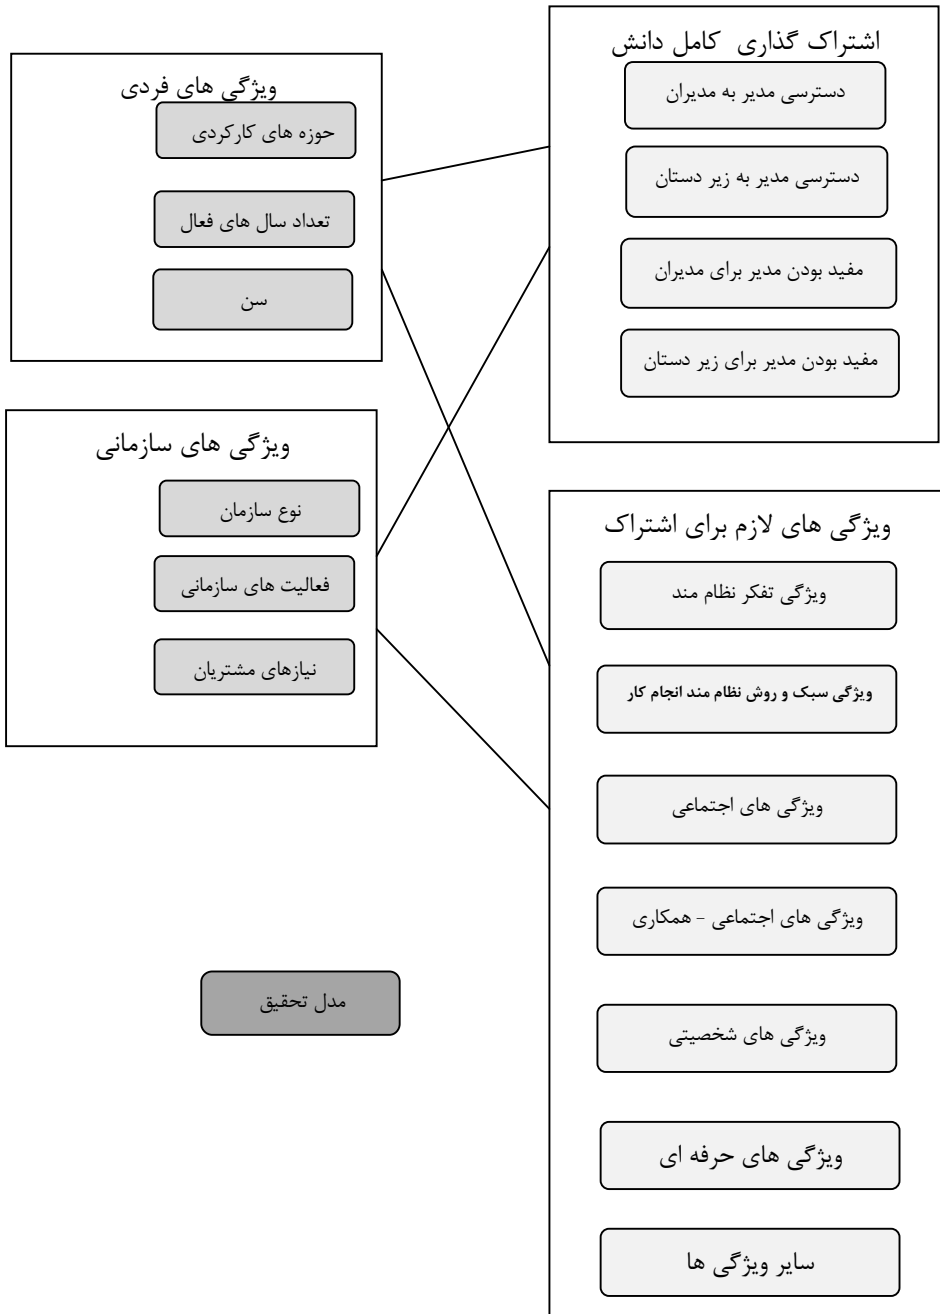 اشتراک گذاری کامل دانش
دسترسی مدیر به مدیران
دسترسی مدیر به زیر دستان
مفید بودن مدیر برای مدیران
مفید بودن مدیر برای زیر دستان
ویژگی های فردی
حوزه های کارکردی
تعداد سال های فعال
سن
ویژگی های سازمانی
نوع سازمان
فعالیت های سازمانی
نیازهای مشتریان
ویژگی های لازم برای اشتراک
ویژگی تفکر نظام مند
ویژگی سبک و روش نظام مند انجام کار
ویژگی های اجتماعی
ویژگی های اجتماعی - همکاری
ویژگی های شخصیتی
ویژگی های حرفه ای
سایر ویژگی ها
مدل تحقیق